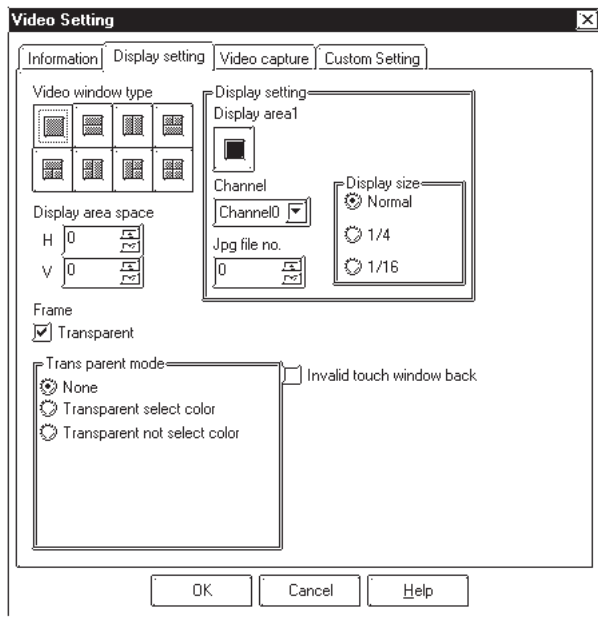 Video Setting
Information
Display setting
Video capture
Custom Setting
Video window type
Display area space
H 0
V 0
Display setting
Display area1
Channel
Channel0
Jpg file no.
0
Display size
Normal
1/4
1/16
Frame
Transparent
Trans parent mode
None
Transparent select color
Transparent not select color
Invalid touch window back
OK
Cancel
Help